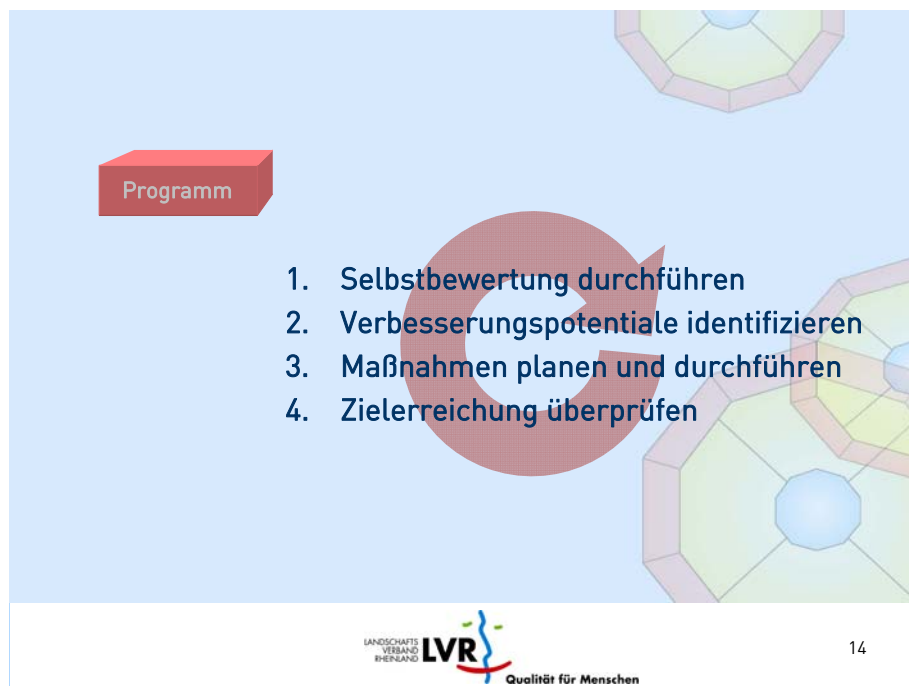 Programm
1. Selbstbewertung durchführen
2. Verbesserungspotentiale identifizieren
3. Maßnahmen planen und durchführen
4. Zielerreichung überprüfen
LANDSCHAFTS
VERBAND
RHEINLAND
LVR
Qualität für Menschen
14